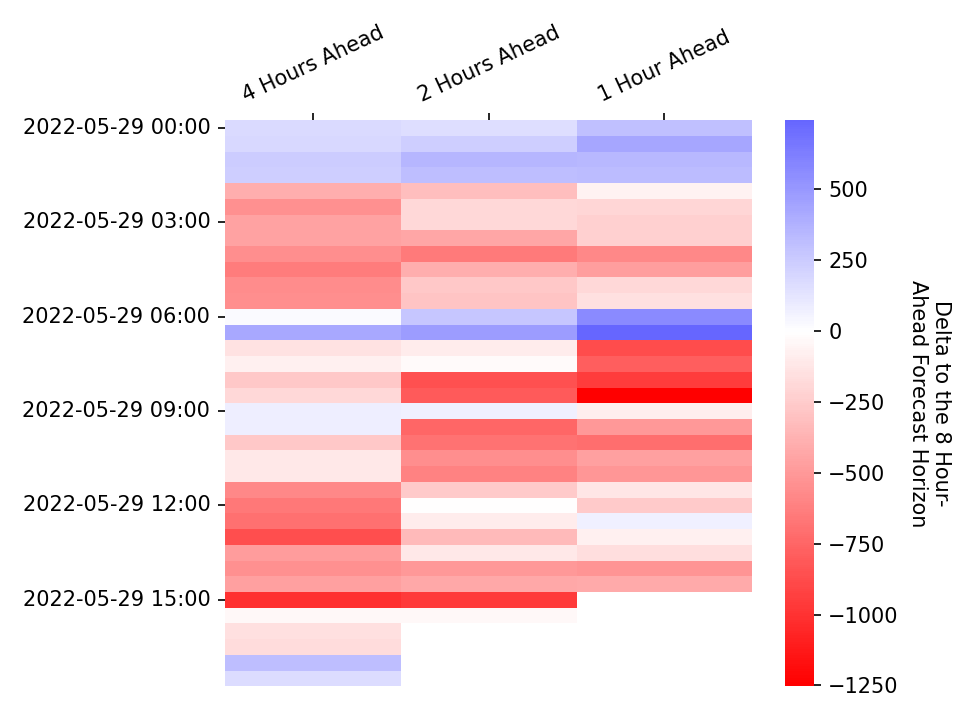 4 Hours Ahead
2 Hours Ahead
1 Hour Ahead
2022-05-29 00:00
2022-05-29 03:00
2022-05-29 06:00
2022-05-29 09:00
2022-05-29 12:00
2022-05-29 15:00
500
250
0
−250
−500
−750
−1000
−1250
Delta to the 8 Hour-
Ahead Forecast Horizon